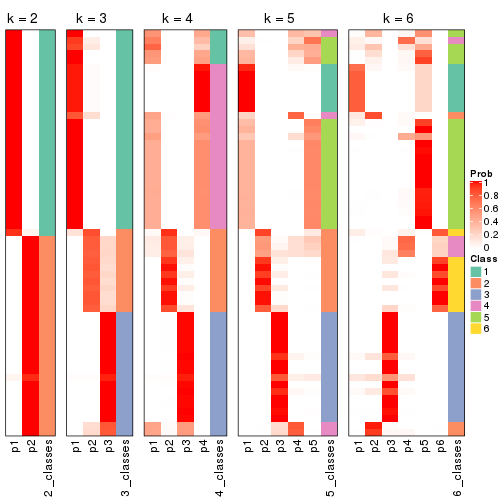 k = 2
k = 3
k = 4
k = 5
k = 6
Prob
1
0.8
0.6
0.4
0.2
0
Class
1
2
3
4
5
6
p1 p2 2_classes
p1 p2 p3 3_classes
p1 p2 p3 p4 4_classes
p1 p2 p3 p4 p5 5_classes
p1 p2 p3 p4 p5 p6 6_classes